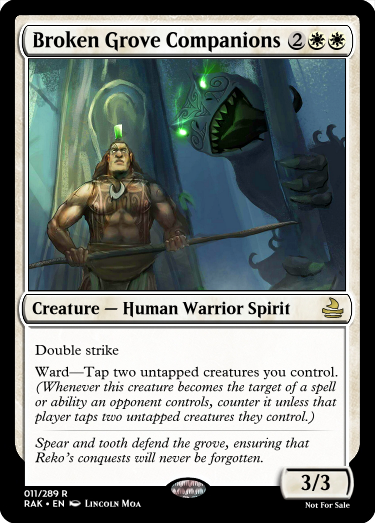 Broken Grove Companions 2
Creature — Human Warrior Spirit
Double strike
Ward—Tap two untapped creatures you control.
(Whenever this creature becomes the target of a spell
or ability an opponent controls, counter it unless that
player taps two untapped creatures they control.)
Spear and tooth defend the grove, ensuring that
Reko's conquests will never be forgotten.
3/3
011/289 R
RAK • EN Lincoln Moa
Not For Sale